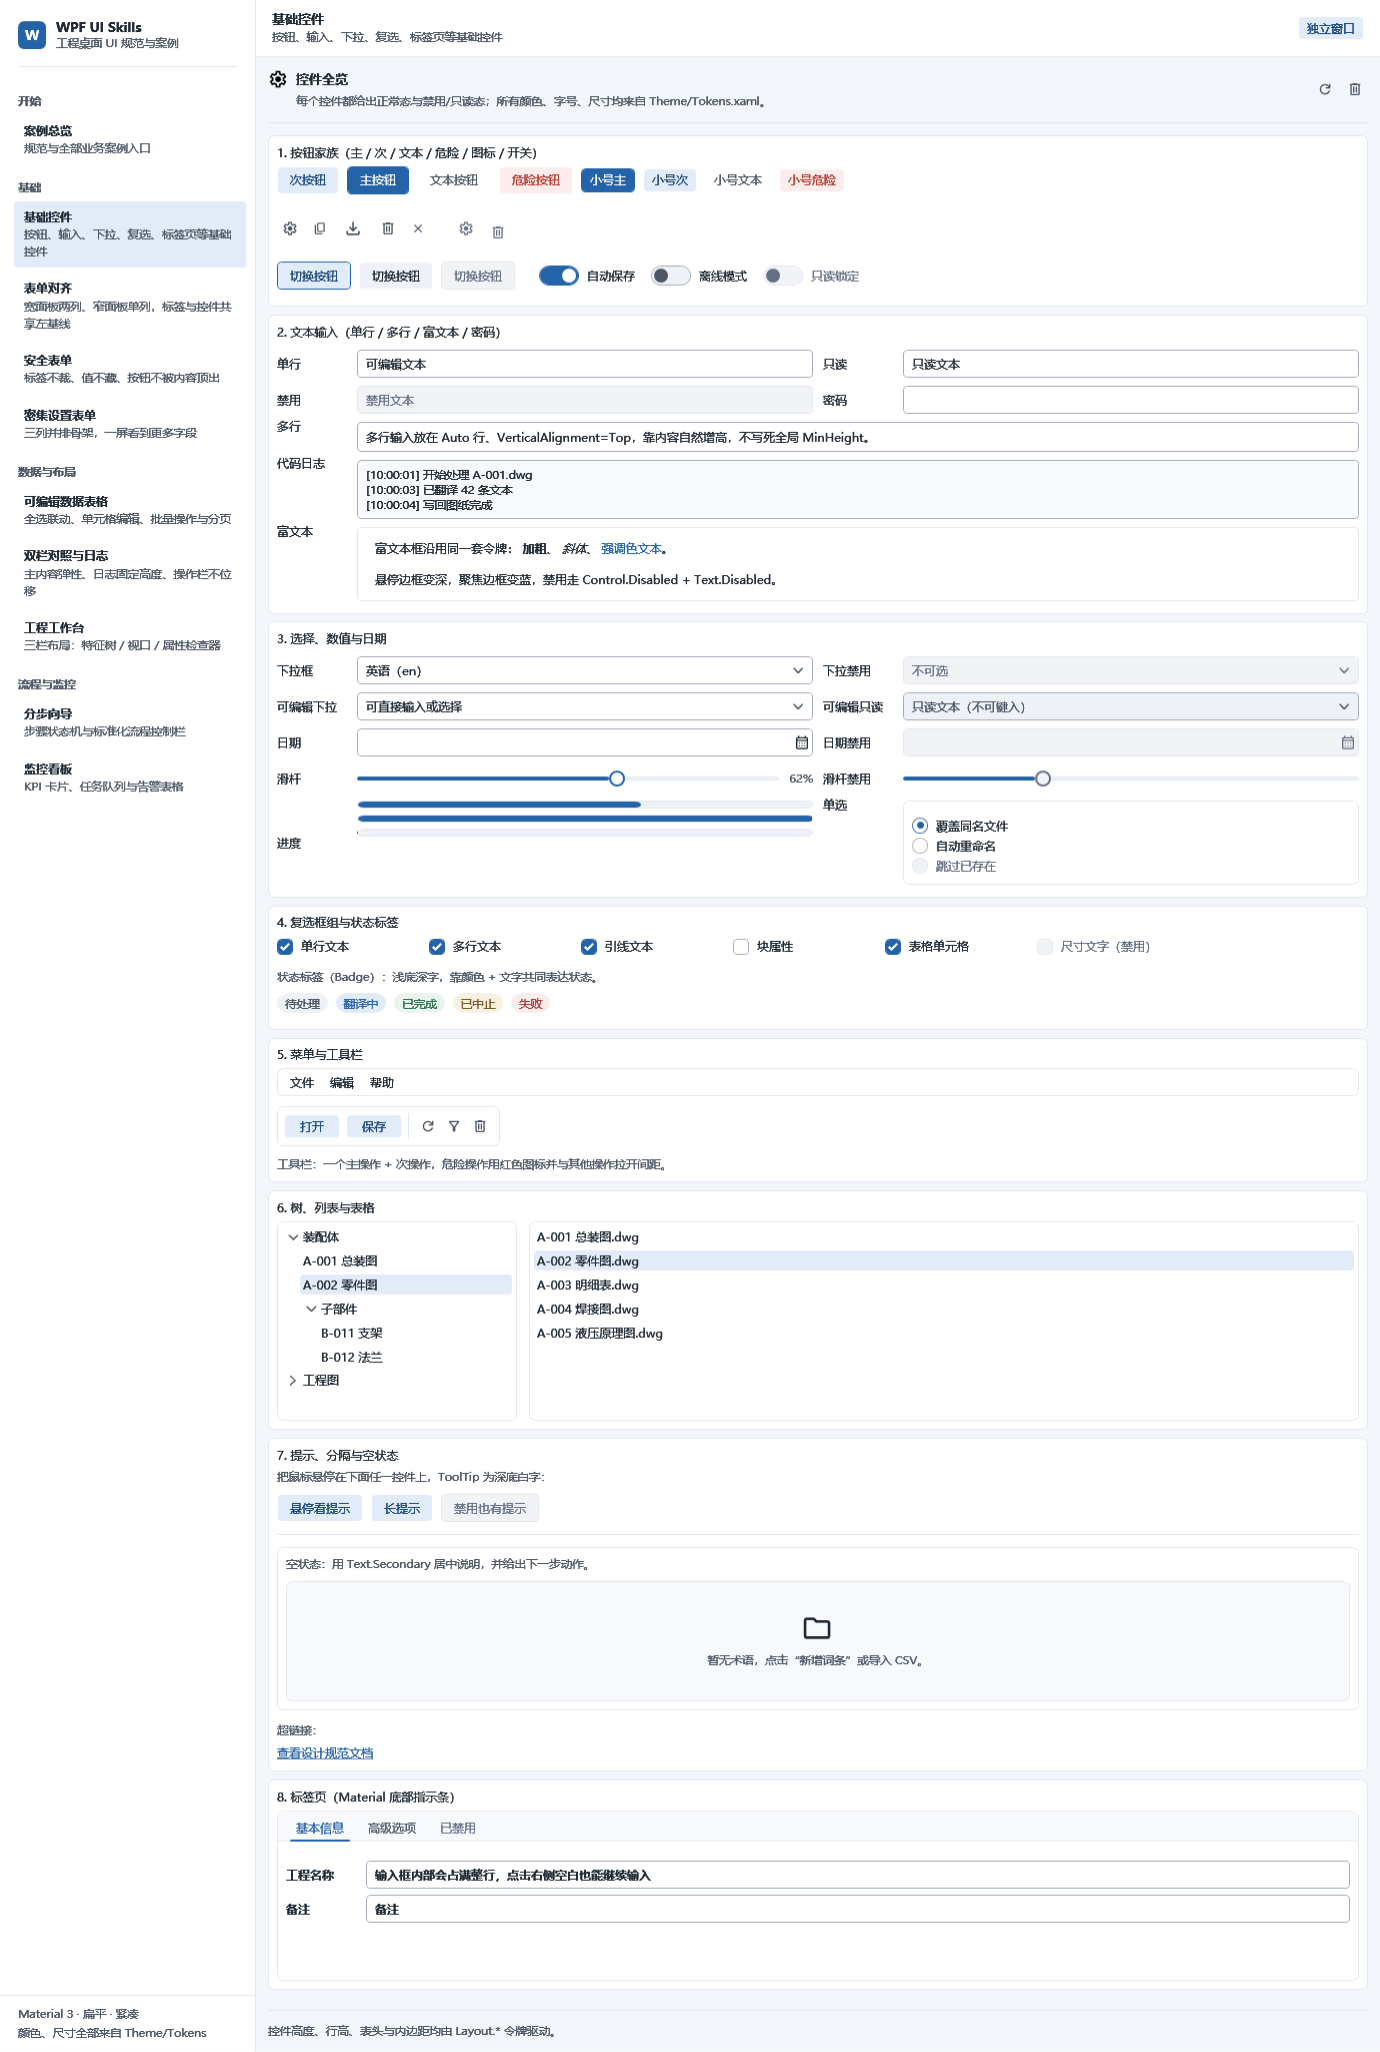 W
WPF UI Skills
工程桌面 UI 规范与案例
开始
案例总览
规范与全部业务案例入口
基础
基础控件
按钮、输入、下拉、复选、标签页等基础
控件
表单对齐
宽面板两列、窄面板单列，标签与控件共
享左基线
安全表单
标签不裁、值不藏、按钮不被内容顶出
密集设置表单
三列并排骨架，一屏看到更多字段
数据与布局
可编辑数据表格
全选联动、单元格编辑、批量操作与分页
双栏对照与日志
主内容弹性、日志固定高度、操作栏不位
移
工程工作台
三栏布局：特征树 / 视口 / 属性检查器
流程与监控
分步向导
步骤状态机与标准化流程控制栏
监控看板
KPI 卡片、任务队列与告警表格
Material 3 · 扁平 · 紧凑
颜色、尺寸全部来自 Theme/Tokens
基础控件
按钮、输入、下拉、复选、标签页等基础控件
独立窗口
控件全览
每个控件都给出正常态与禁用/只读态；所有颜色、字号、尺寸均来自 Theme/Tokens.xaml。
1. 按钮家族（主 / 次 / 文本 / 危险 / 图标 / 开关）
次按钮 主按钮 文本按钮 危险按钮 小号主 小号次 小号文本 小号危险
切换按钮 切换按钮 切换按钮 自动保存 离线模式 只读锁定
2. 文本输入（单行 / 多行 / 富文本 / 密码）
单行 可编辑文本 只读 只读文本
禁用 禁用文本 密码
多行 多行输入放在 Auto 行、VerticalAlignment=Top，靠内容自然增高，不写死全局 MinHeight。
代码日志 [10:00:01] 开始处理 A-001.dwg
[10:00:03] 已翻译 42 条文本
[10:00:04] 写回图纸完成
富文本 富文本框沿用同一套令牌： 加粗、 斜体、 强调色文本。
悬停边框变深，聚焦边框变蓝，禁用走 Control.Disabled + Text.Disabled。
3. 选择、数值与日期
下拉框 英语（en） 下拉禁用 不可选
可编辑下拉 可直接输入或选择 可编辑只读 只读文本（不可键入）
日期 日期禁用
滑杆 62% 滑杆禁用
进度 单选
覆盖同名文件
自动重命名
跳过已存在
4. 复选框组与状态标签
单行文本 多行文本 引线文本 块属性 表格单元格 尺寸文字（禁用）
状态标签（Badge）：浅底深字，靠颜色 + 文字共同表达状态。
待处理 翻译中 已完成 已中止 失败
5. 菜单与工具栏
文件 编辑 帮助
打开 保存
工具栏：一个主操作 + 次操作，危险操作用红色图标并与其他操作拉开间距。
6. 树、列表与表格
装配体
A-001 总装图
A-002 零件图
子部件
B-011 支架
B-012 法兰
工程图
A-001 总装图.dwg
A-002 零件图.dwg
A-003 明细表.dwg
A-004 焊接图.dwg
A-005 液压原理图.dwg
7. 提示、分隔与空状态
把鼠标悬停在下面任一控件上，ToolTip 为深底白字：
悬停看提示 长提示 禁用也有提示
空状态：用 Text.Secondary 居中说明，并给出下一步动作。
暂无术语，点击“新增词条”或导入 CSV。
超链接：
查看设计规范文档
8. 标签页（Material 底部指示条）
基本信息 高级选项 已禁用
工程名称 输入框内部会占满整行，点击右侧空白也能继续输入
备注 备注
控件高度、行高、表头与内边距均由 Layout.* 令牌驱动。